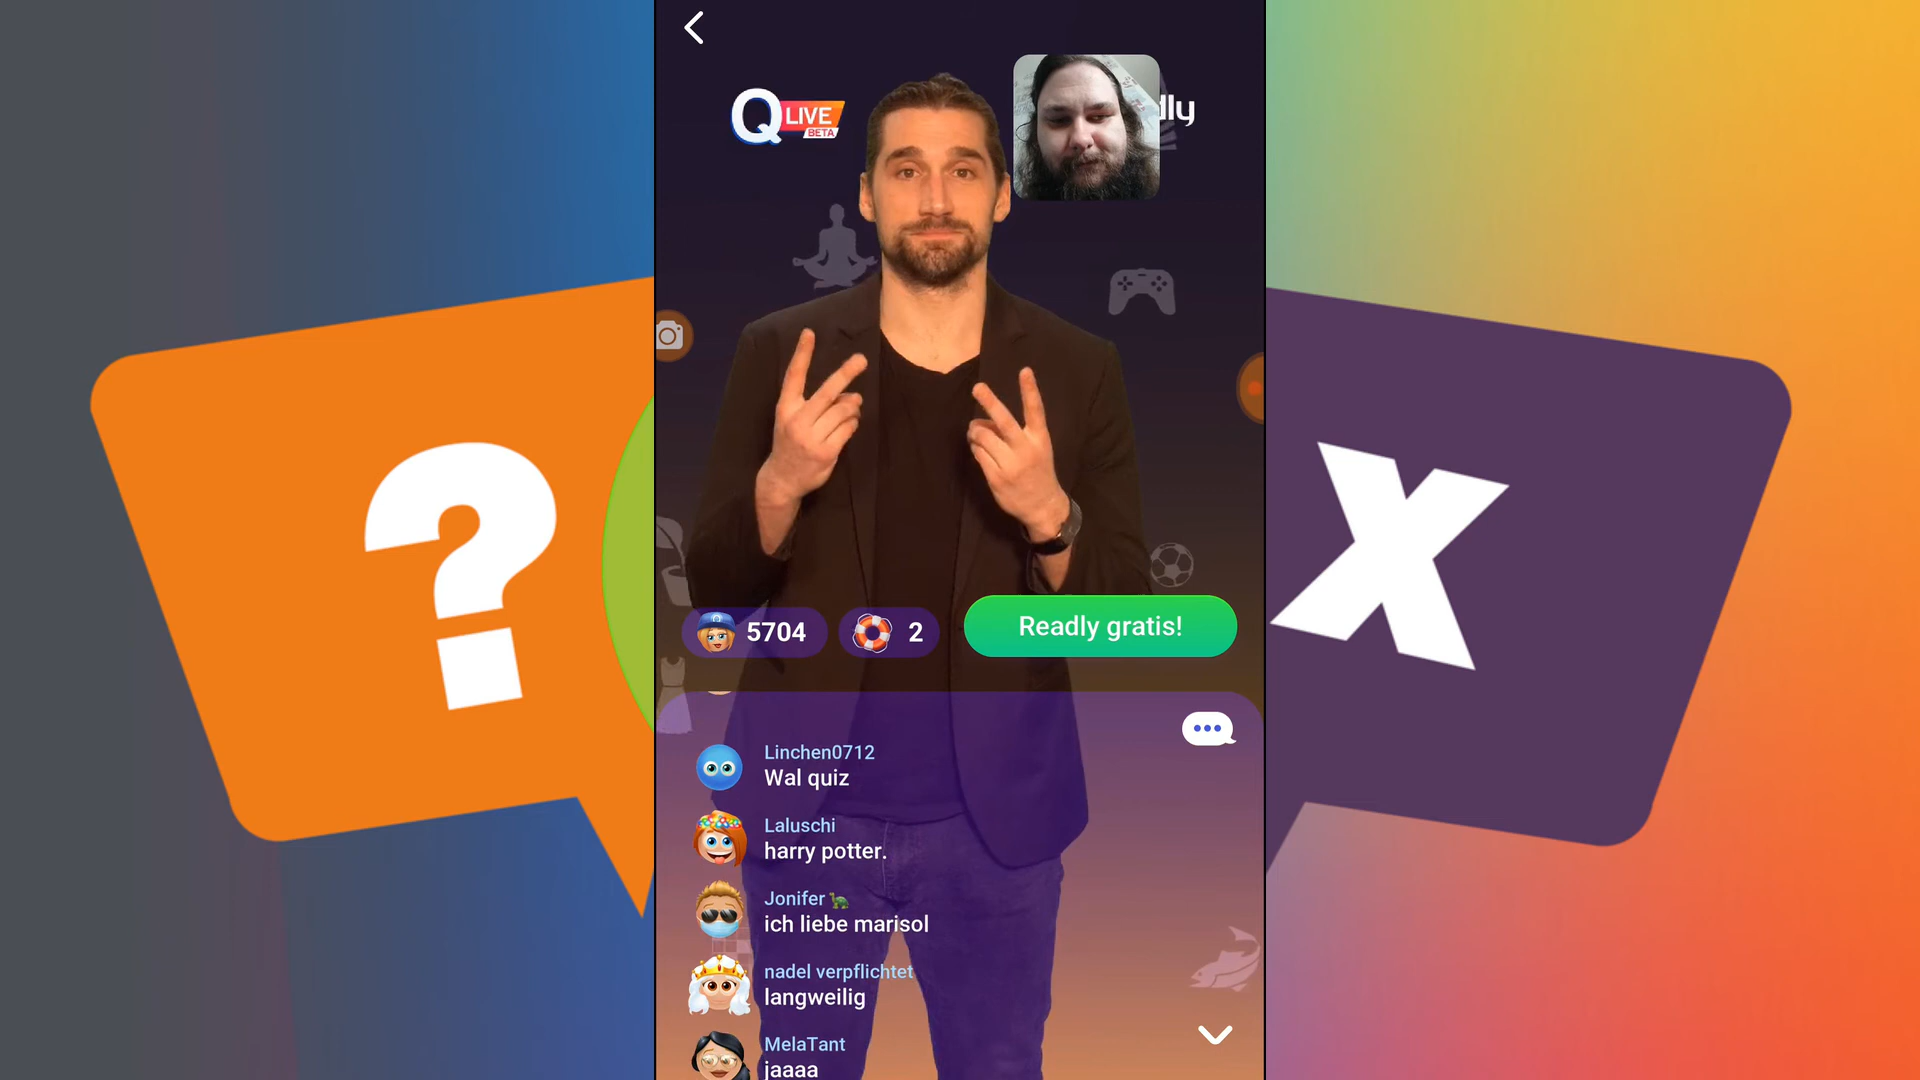 Q LIVE
BETA
dly
?
X
5704
2
Readly gratis!
Linchen0712
Wal quiz
Laluschi
harry potter.
Jonifer🐢
ich liebe marisol
nadel verpflichtet
langweilig
MelaTant
jaaaa